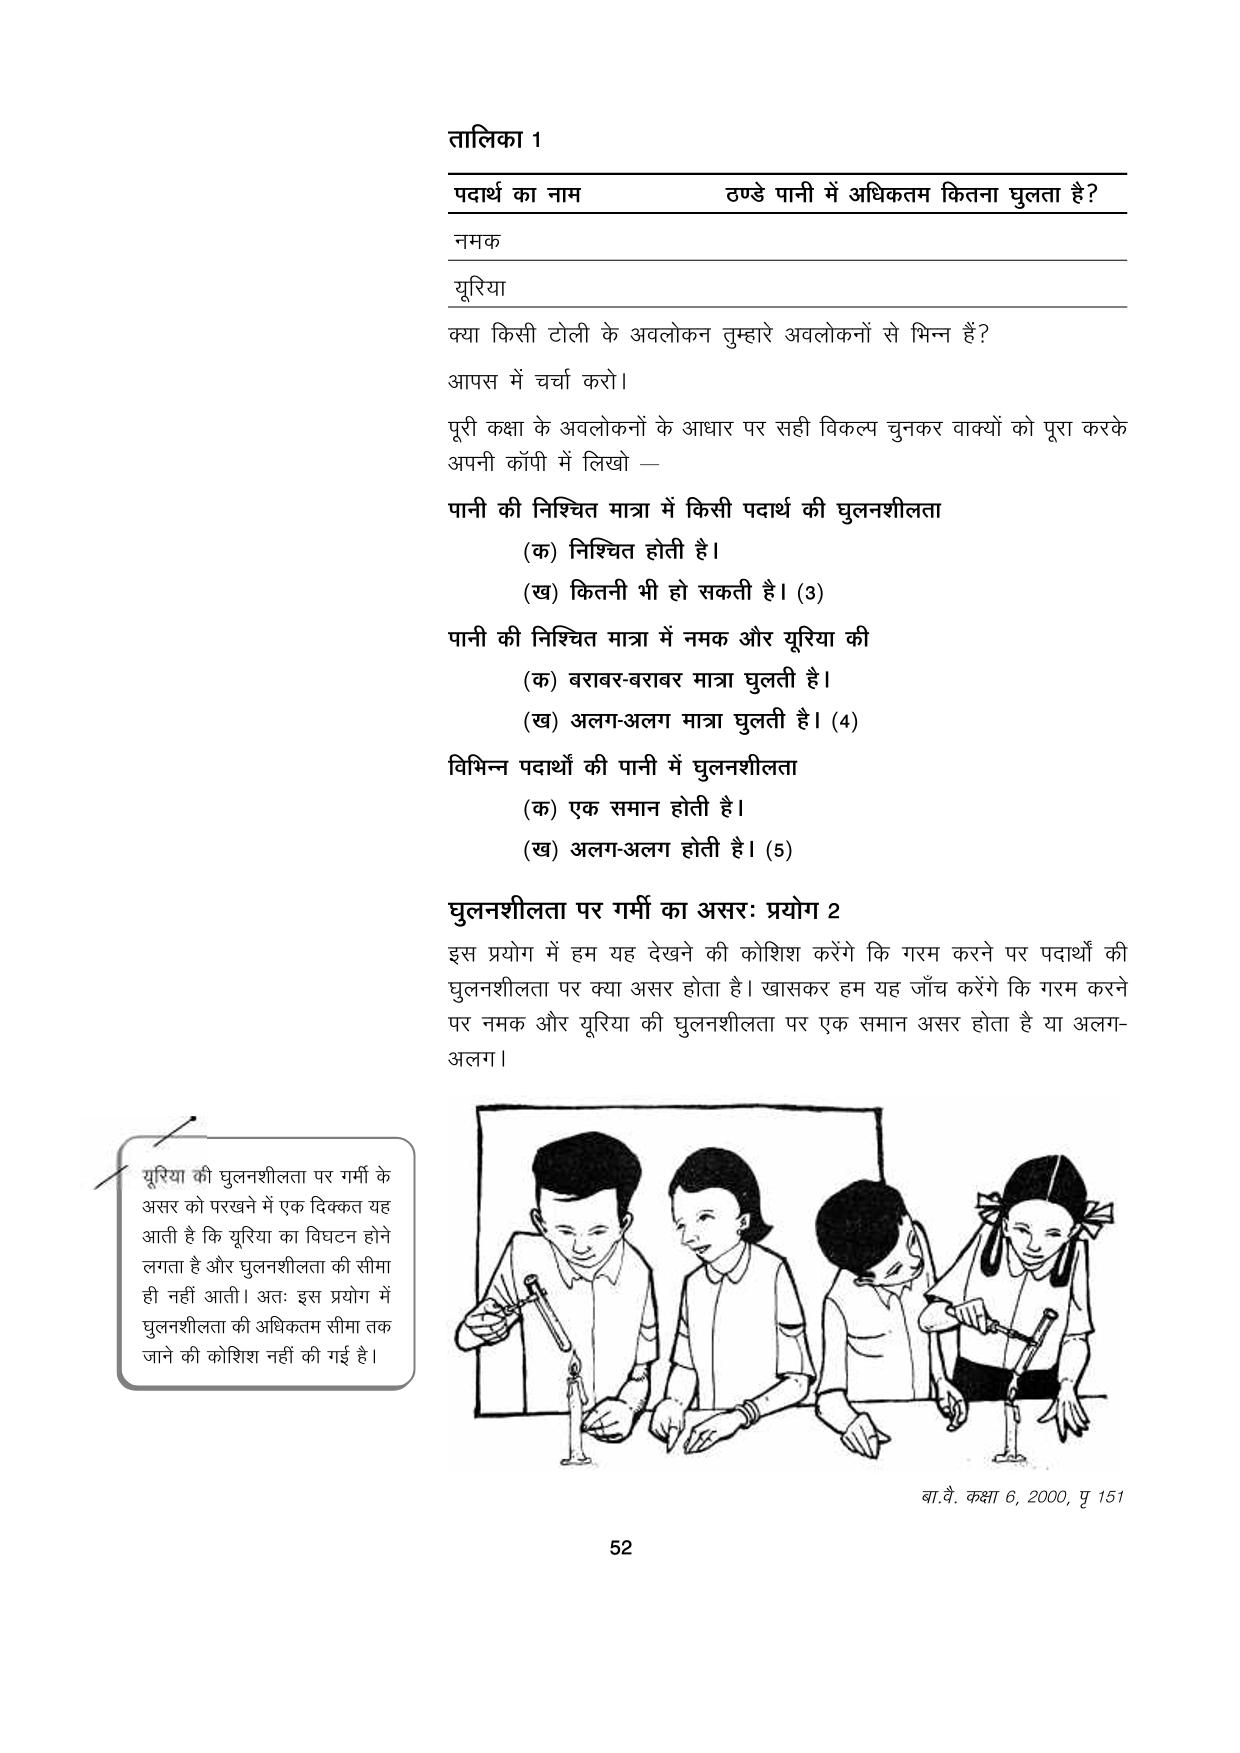 तालिका 1
पदार्थ का नाम ठण्डे पानी में अधिकतम कितना घुलता है?
नमक
यूरिया
क्या किसी टोली के अवलोकन तुम्हारे अवलोकनों से भिन्न हैं?
आपस में चर्चा करो।
पूरी कक्षा के अवलोकनों के आधार पर सही विकल्प चुनकर वाक्यों को पूरा करके
अपनी कॉपी में लिखो —
पानी की निश्चित मात्रा में किसी पदार्थ की घुलनशीलता
(क) निश्चित होती है।
(ख) कितनी भी हो सकती है। (3)
पानी की निश्चित मात्रा में नमक और यूरिया की
(क) बराबर-बराबर मात्रा घुलती है।
(ख) अलग-अलग मात्रा घुलती है। (4)
विभिन्न पदार्थों की पानी में घुलनशीलता
(क) एक समान होती है।
(ख) अलग-अलग होती है। (5)
घुलनशीलता पर गर्मी का असर: प्रयोग 2
इस प्रयोग में हम यह देखने की कोशिश करेंगे कि गरम करने पर पदार्थों की
घुलनशीलता पर क्या असर होता है। खासकर हम यह जाँच करेंगे कि गरम करने
पर नमक और यूरिया की घुलनशीलता पर एक समान असर होता है या अलग-
अलग।
यूरिया की घुलनशीलता पर गर्मी के
असर को परखने में एक दिक्कत यह
आती है कि यूरिया का विघटन होने
लगता है और घुलनशीलता की सीमा
ही नहीं आती। अतः इस प्रयोग में
घुलनशीलता की अधिकतम सीमा तक
जाने की कोशिश नहीं की गई है।
बा.वै. कक्षा 6, 2000, पृ 151
52